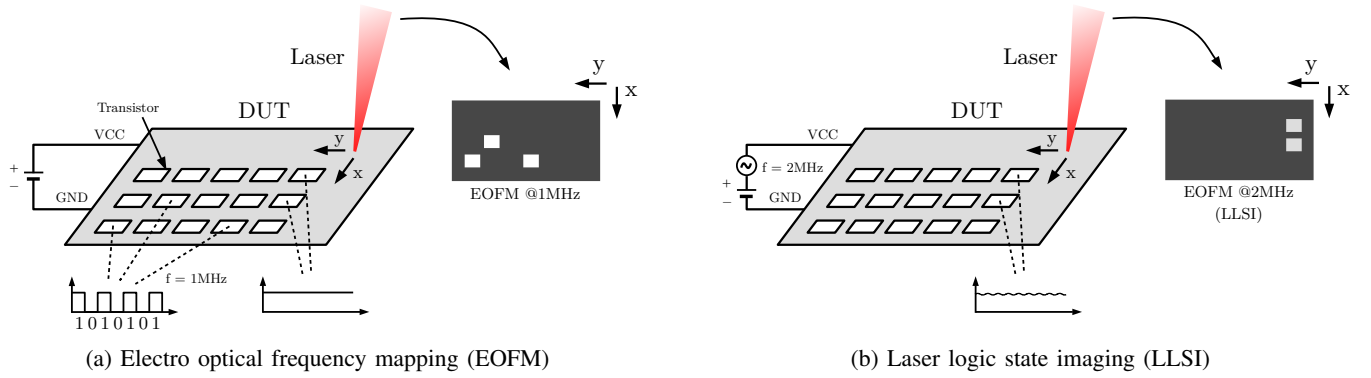 Laser
y
x
Transistor
DUT
VCC
+
−
GND
y
x
EOFM @1MHz
f = 1MHz
1 0 1 0 1 0 1
(a) Electro optical frequency mapping (EOFM)
Laser
y
x
DUT
VCC
f = 2MHz
+
−
GND
y
x
EOFM @2MHz
(LLSI)
(b) Laser logic state imaging (LLSI)